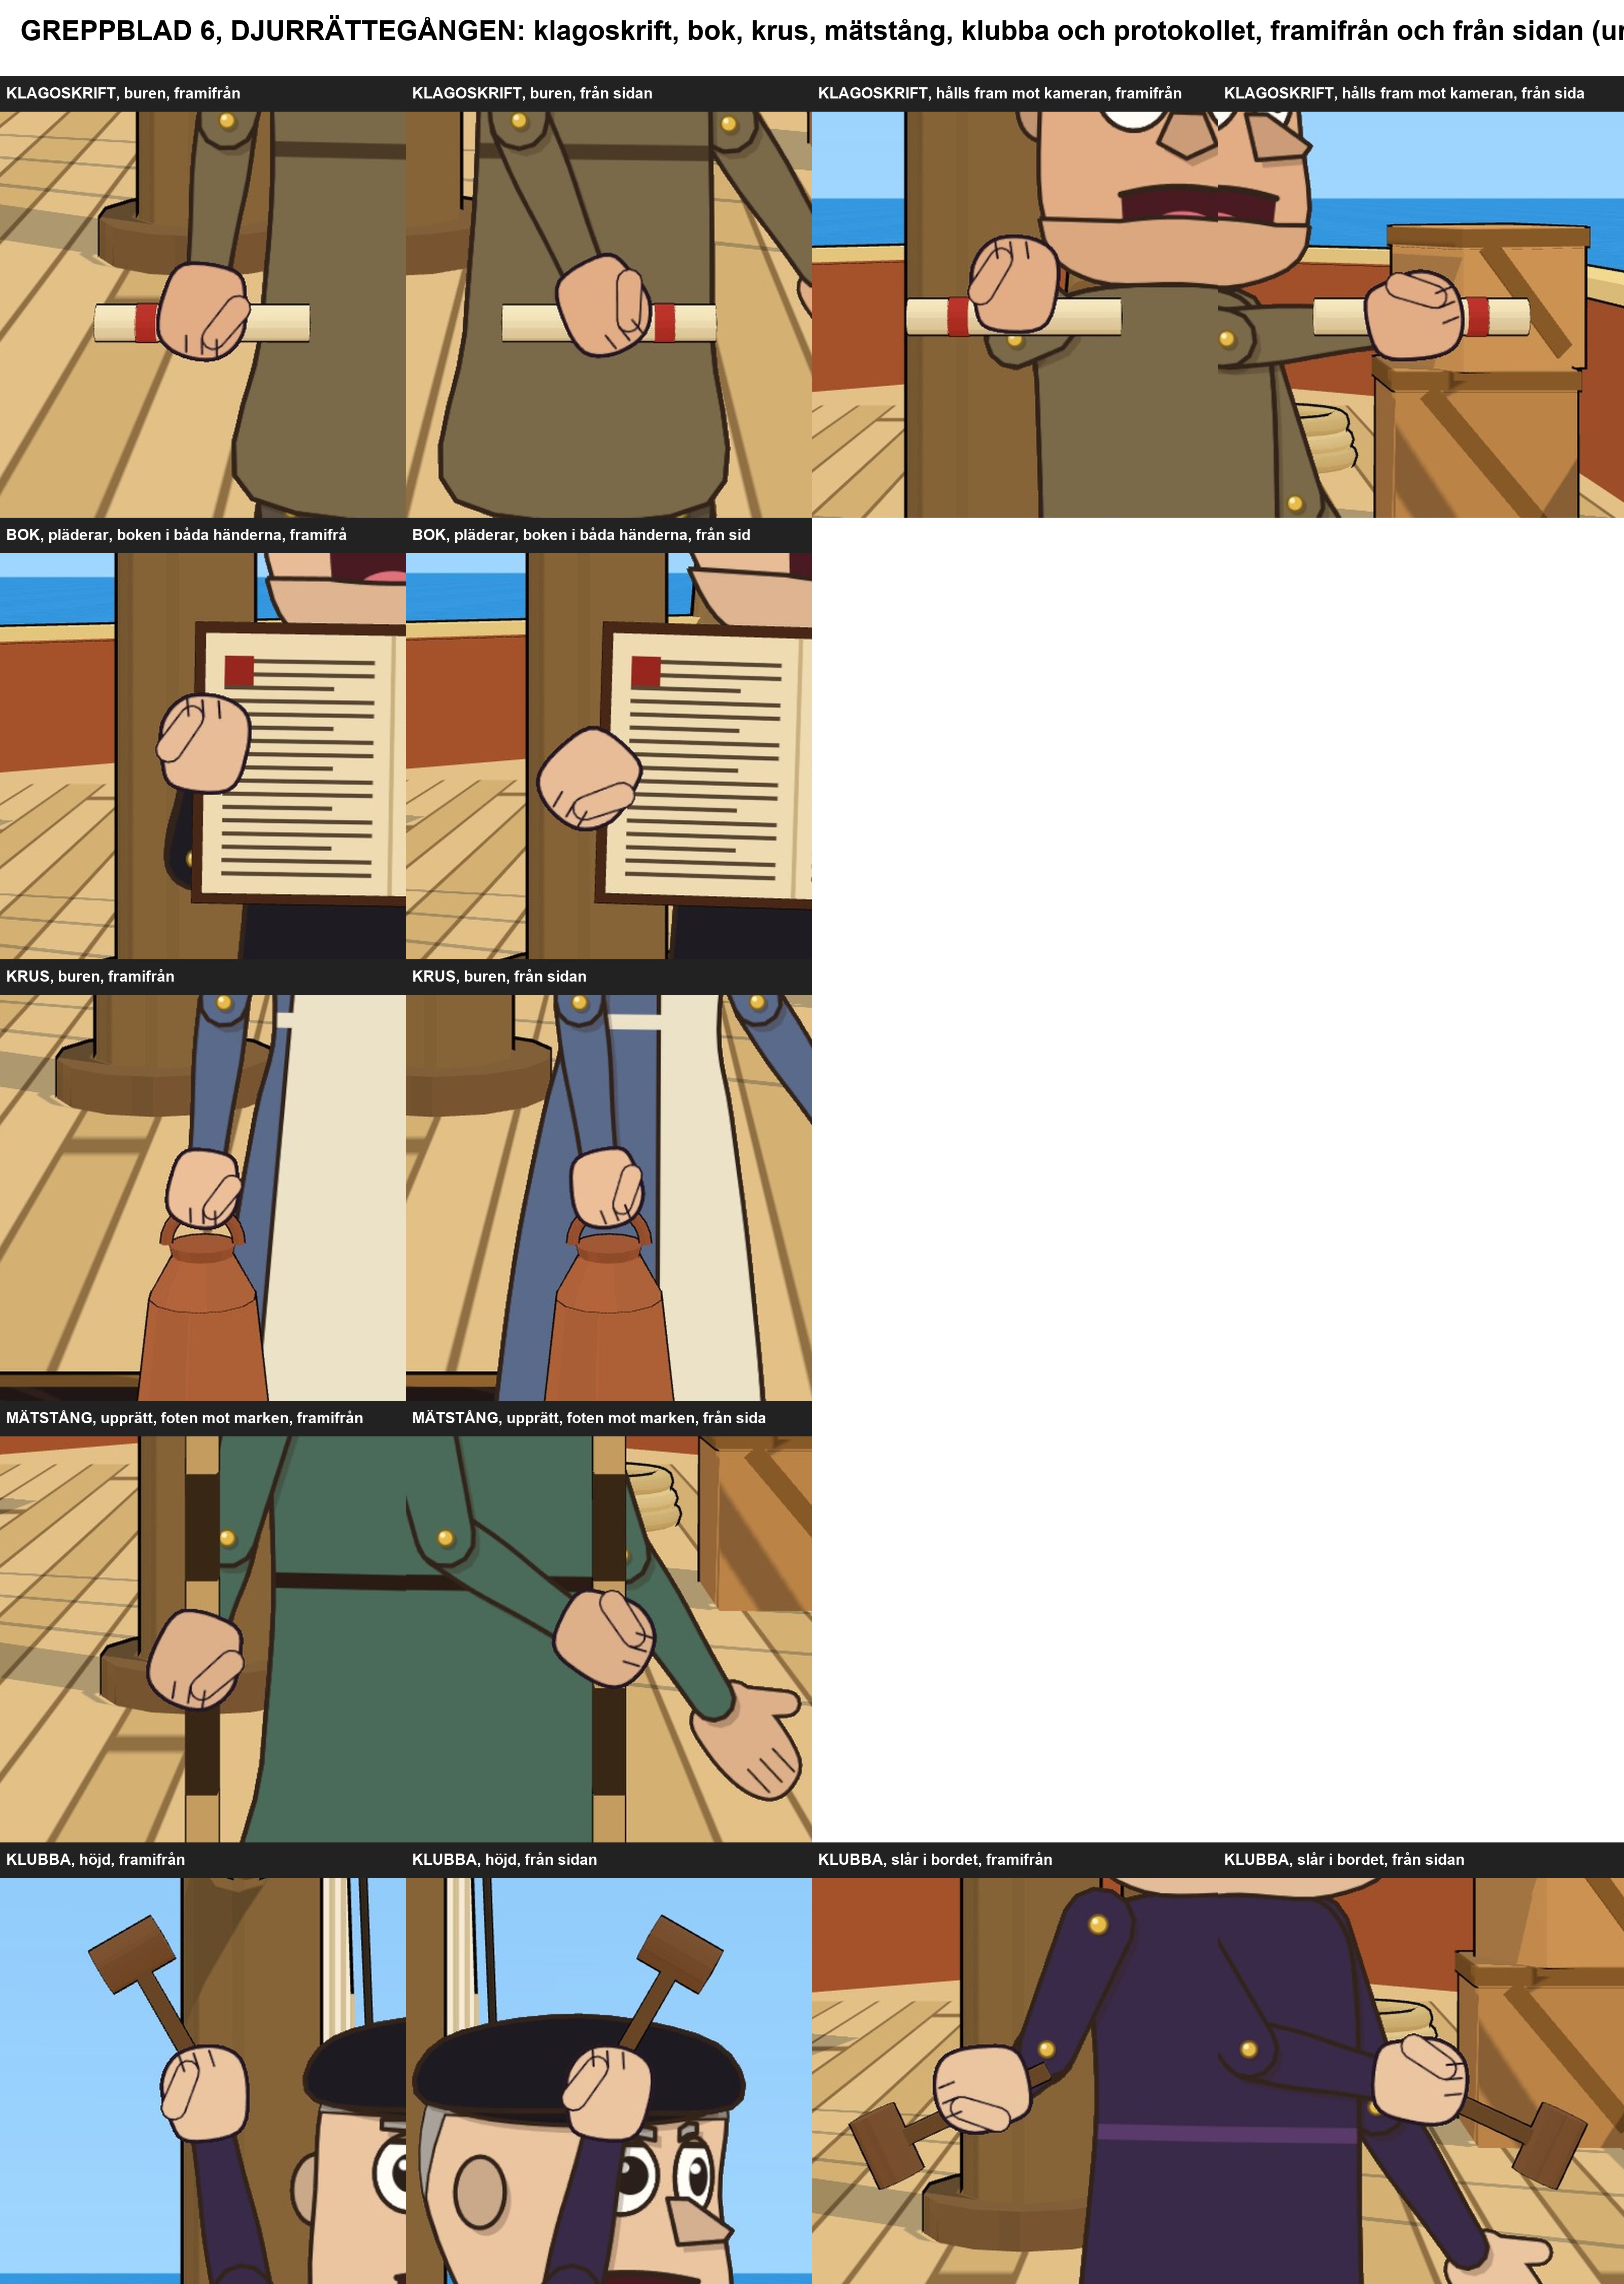 GREPPBLAD 6, DJURRÄTTEGÅNGEN: klagoskrift, bok, krus, mätstång, klubba och protokollet, framifrån och från sidan (ur
KLAGOSKRIFT, buren, framifrån
KLAGOSKRIFT, buren, från sidan
KLAGOSKRIFT, hålls fram mot kameran, framifrån
KLAGOSKRIFT, hålls fram mot kameran, från sida
BOK, pläderar, boken i båda händerna, framifrå
BOK, pläderar, boken i båda händerna, från sid
KRUS, buren, framifrån
KRUS, buren, från sidan
MÄTSTÅNG, upprätt, foten mot marken, framifrån
MÄTSTÅNG, upprätt, foten mot marken, från sida
KLUBBA, höjd, framifrån
KLUBBA, höjd, från sidan
KLUBBA, slår i bordet, framifrån
KLUBBA, slår i bordet, från sidan